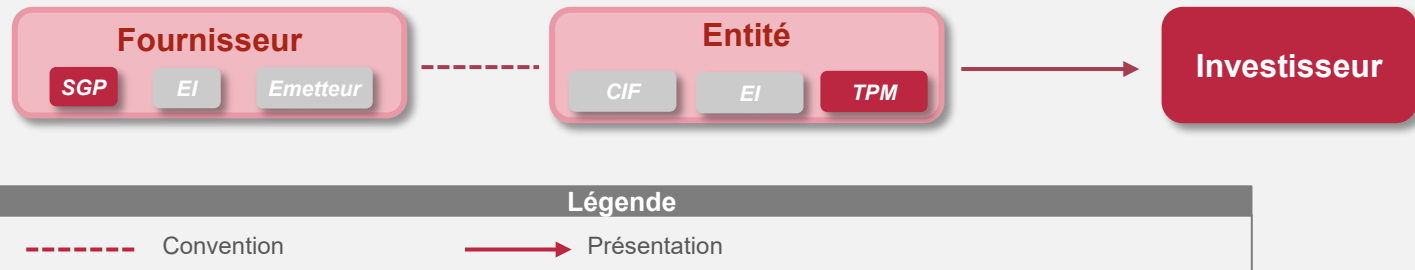 Fournisseur
SGP EI Emetteur
Entité
CIF EI TPM
Investisseur
Légende
Convention Présentation